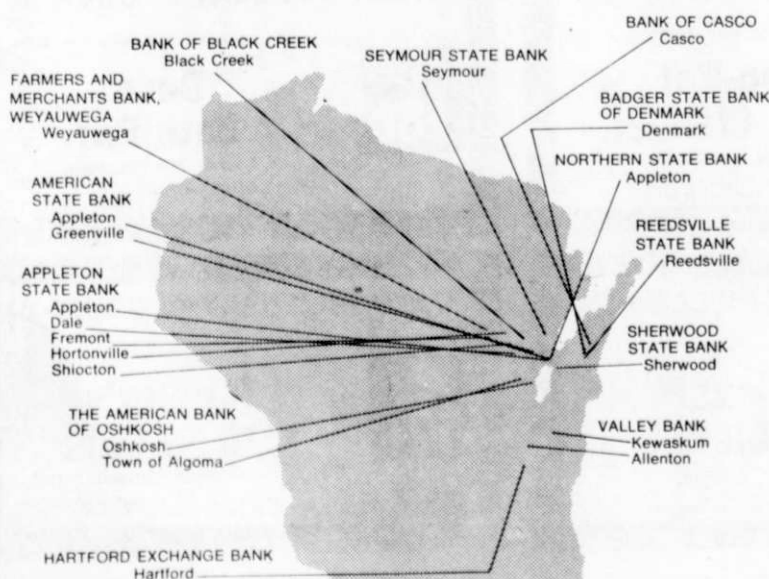 BANK OF BLACK CREEK
Black Creek
SEYMOUR STATE BANK
Seymour
BANK OF CASCO
Casco
FARMERS AND
MERCHANTS BANK,
WEYAUWEGA
Weyauwega
BADGER STATE BANK
OF DENMARK
Denmark
NORTHERN STATE BANK
Appleton
AMERICAN
STATE BANK
Appleton
Greenville
REEDSVILLE
STATE BANK
Reedsville
APPLETON
STATE BANK
Appleton
Dale
Fremont
Hortonville
Shiocton
SHERWOOD
STATE BANK
Sherwood
THE AMERICAN BANK
OF OSHKOSH
Oshkosh
Town of Algoma
VALLEY BANK
Kewaskum
Allenton
HARTFORD EXCHANGE BANK
Hartford